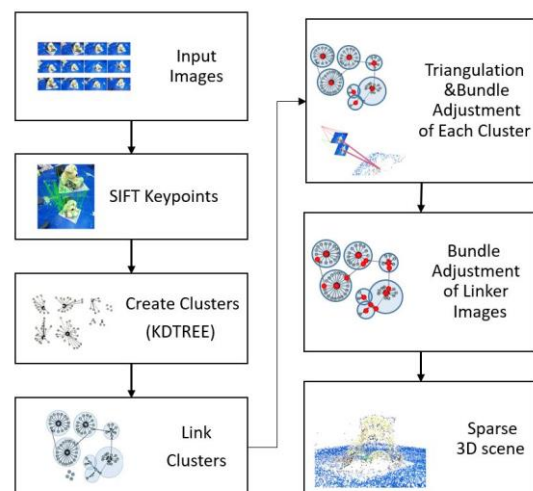 Input
Images
SIFT Keypoints
Create Clusters
(KDTREE)
Link
Clusters
Triangulation
&Bundle
Adjustment
of Each Cluster
Bundle
Adjustment
of Linker
Images
Sparse
3D scene